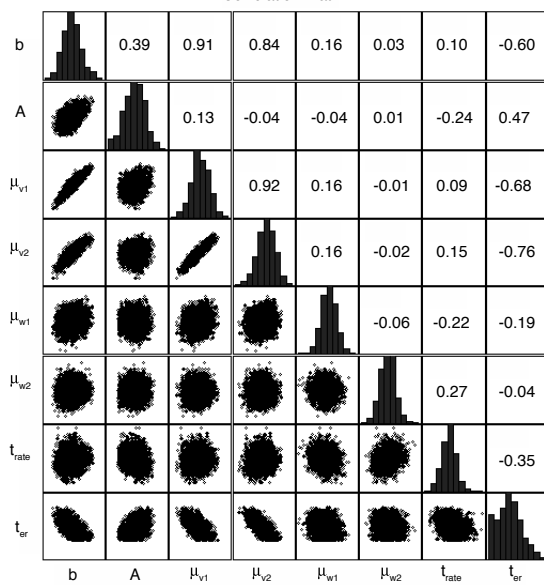 b 0.39 0.91 0.84 0.16 0.03 0.10 -0.60
A 0.13 -0.04 -0.04 0.01 -0.24 0.47
μv1 0.92 0.16 -0.01 0.09 -0.68
μv2 0.16 -0.02 0.15 -0.76
μw1 -0.06 -0.22 -0.19
μw2 0.27 -0.04
trate -0.35
ter
b A μv1 μv2 μw1 μw2 trate ter